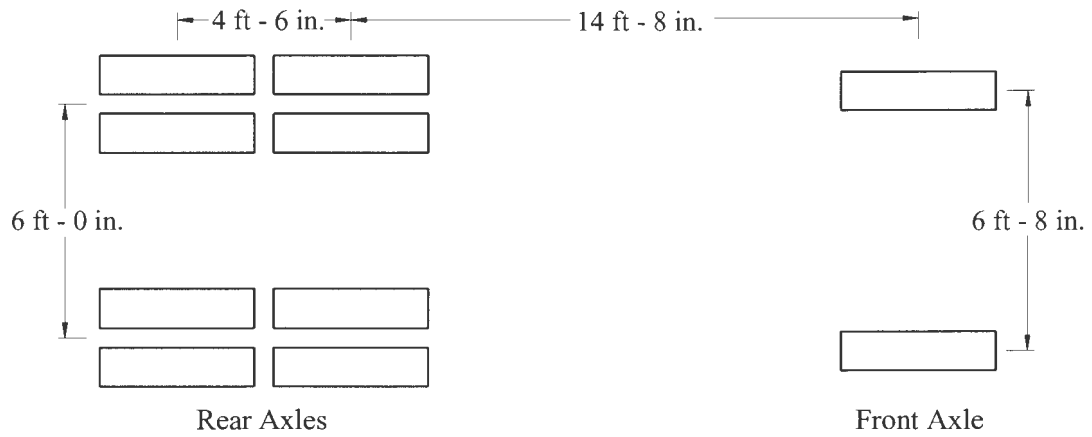 4 ft - 6 in.
14 ft - 8 in.
6 ft - 0 in.
6 ft - 8 in.
Rear Axles
Front Axle